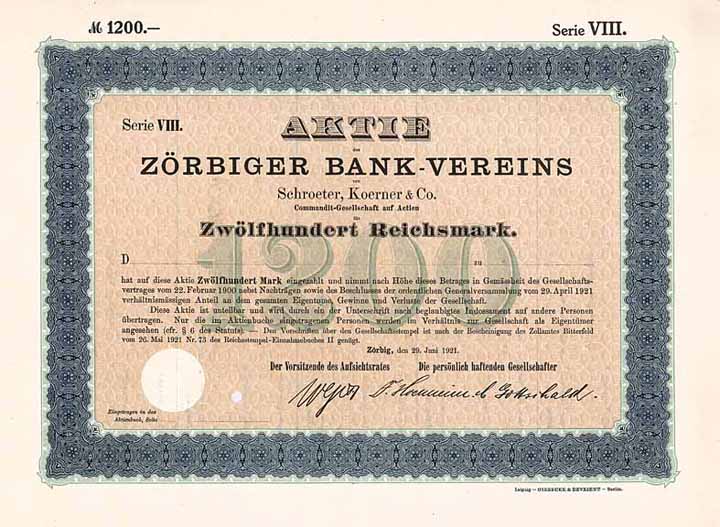 ℳ 1200.—
Serie VIII.
Serie VIII.
AKTIE
des
ZÖRBIGER BANK-VEREINS
von
Schroeter, Koerner & Co.
Commandit-Gesellschaft auf Actien
für
Zwölfhundert Reichsmark.
1200
D zu
hat auf diese Aktie Zwölfhundert Mark eingezahlt und nimmt nach Höhe dieses Betrages in Gemässheit des Gesellschafts-
vertrages vom 22. Februar 1900 nebst Nachträgen sowie des Beschlusses der ordentlichen Generalversammlung vom 29. April 1921
verhältnismässigen Anteil an dem gesamten Eigentum, Gewinne und Verluste der Gesellschaft.
Diese Aktie ist unteilbar und wird durch ein der Unterschrift nach beglaubigtes Indossament auf andere Personen
übertragen. Nur die im Aktienbuche eingetragenen Personen werden im Verhältnis zur Gesellschaft als Eigentümer
angesehen (cfr. § 6 des Statuts). — Den Vorschriften über den Gesellschaftsstempel ist nach der Bescheinigung des Zollamtes Bitterfeld
vom 26. Mai 1921 Nr. 73 des Reichsstempel-Einnahmebuches II genügt.
Zörbig, den 29. Juni 1921.
Der Vorsitzende des Aufsichtsrates Die persönlich haftenden Gesellschafter
Eingetragen in das
Aktienbuch, Seite
Leipzig — GIESECKE & DEVRIENT — Berlin.